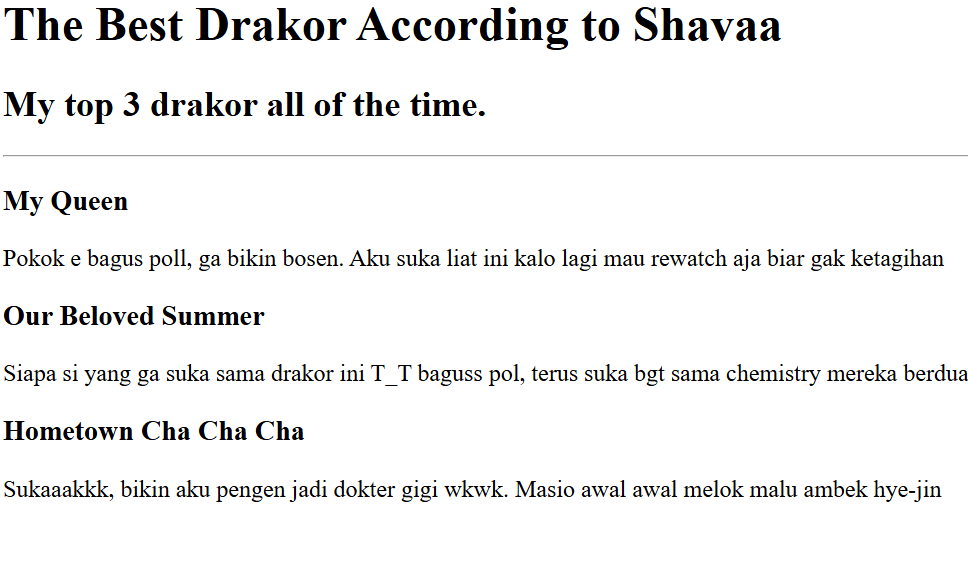 The Best Drakor According to Shavaa
My top 3 drakor all of the time.
My Queen
Pokok e bagus poll, ga bikin bosen. Aku suka liat ini kalo lagi mau rewatch aja biar gak ketagihan
Our Beloved Summer
Siapa si yang ga suka sama drakor ini T_T baguss pol, terus suka bgt sama chemistry mereka berdua
Hometown Cha Cha Cha
Sukaaakkk, bikin aku pengen jadi dokter gigi wkwk. Masio awal awal melok malu ambek hye-jin